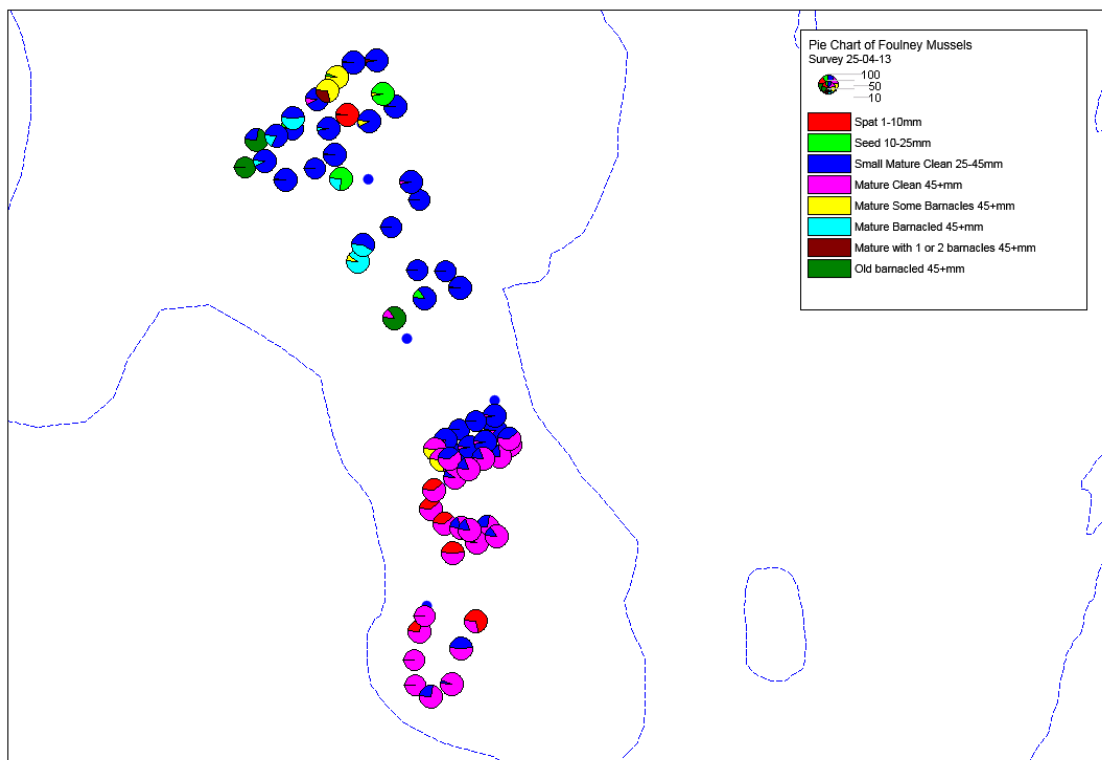 Pie Chart of Foulney Mussels
Survey 25-04-13
100
50
10
Spat 1-10mm
Seed 10-25mm
Small Mature Clean 25-45mm
Mature Clean 45+mm
Mature Some Barnacles 45+mm
Mature Barnacled 45+mm
Mature with 1 or 2 barnacles 45+mm
Old barnacled 45+mm